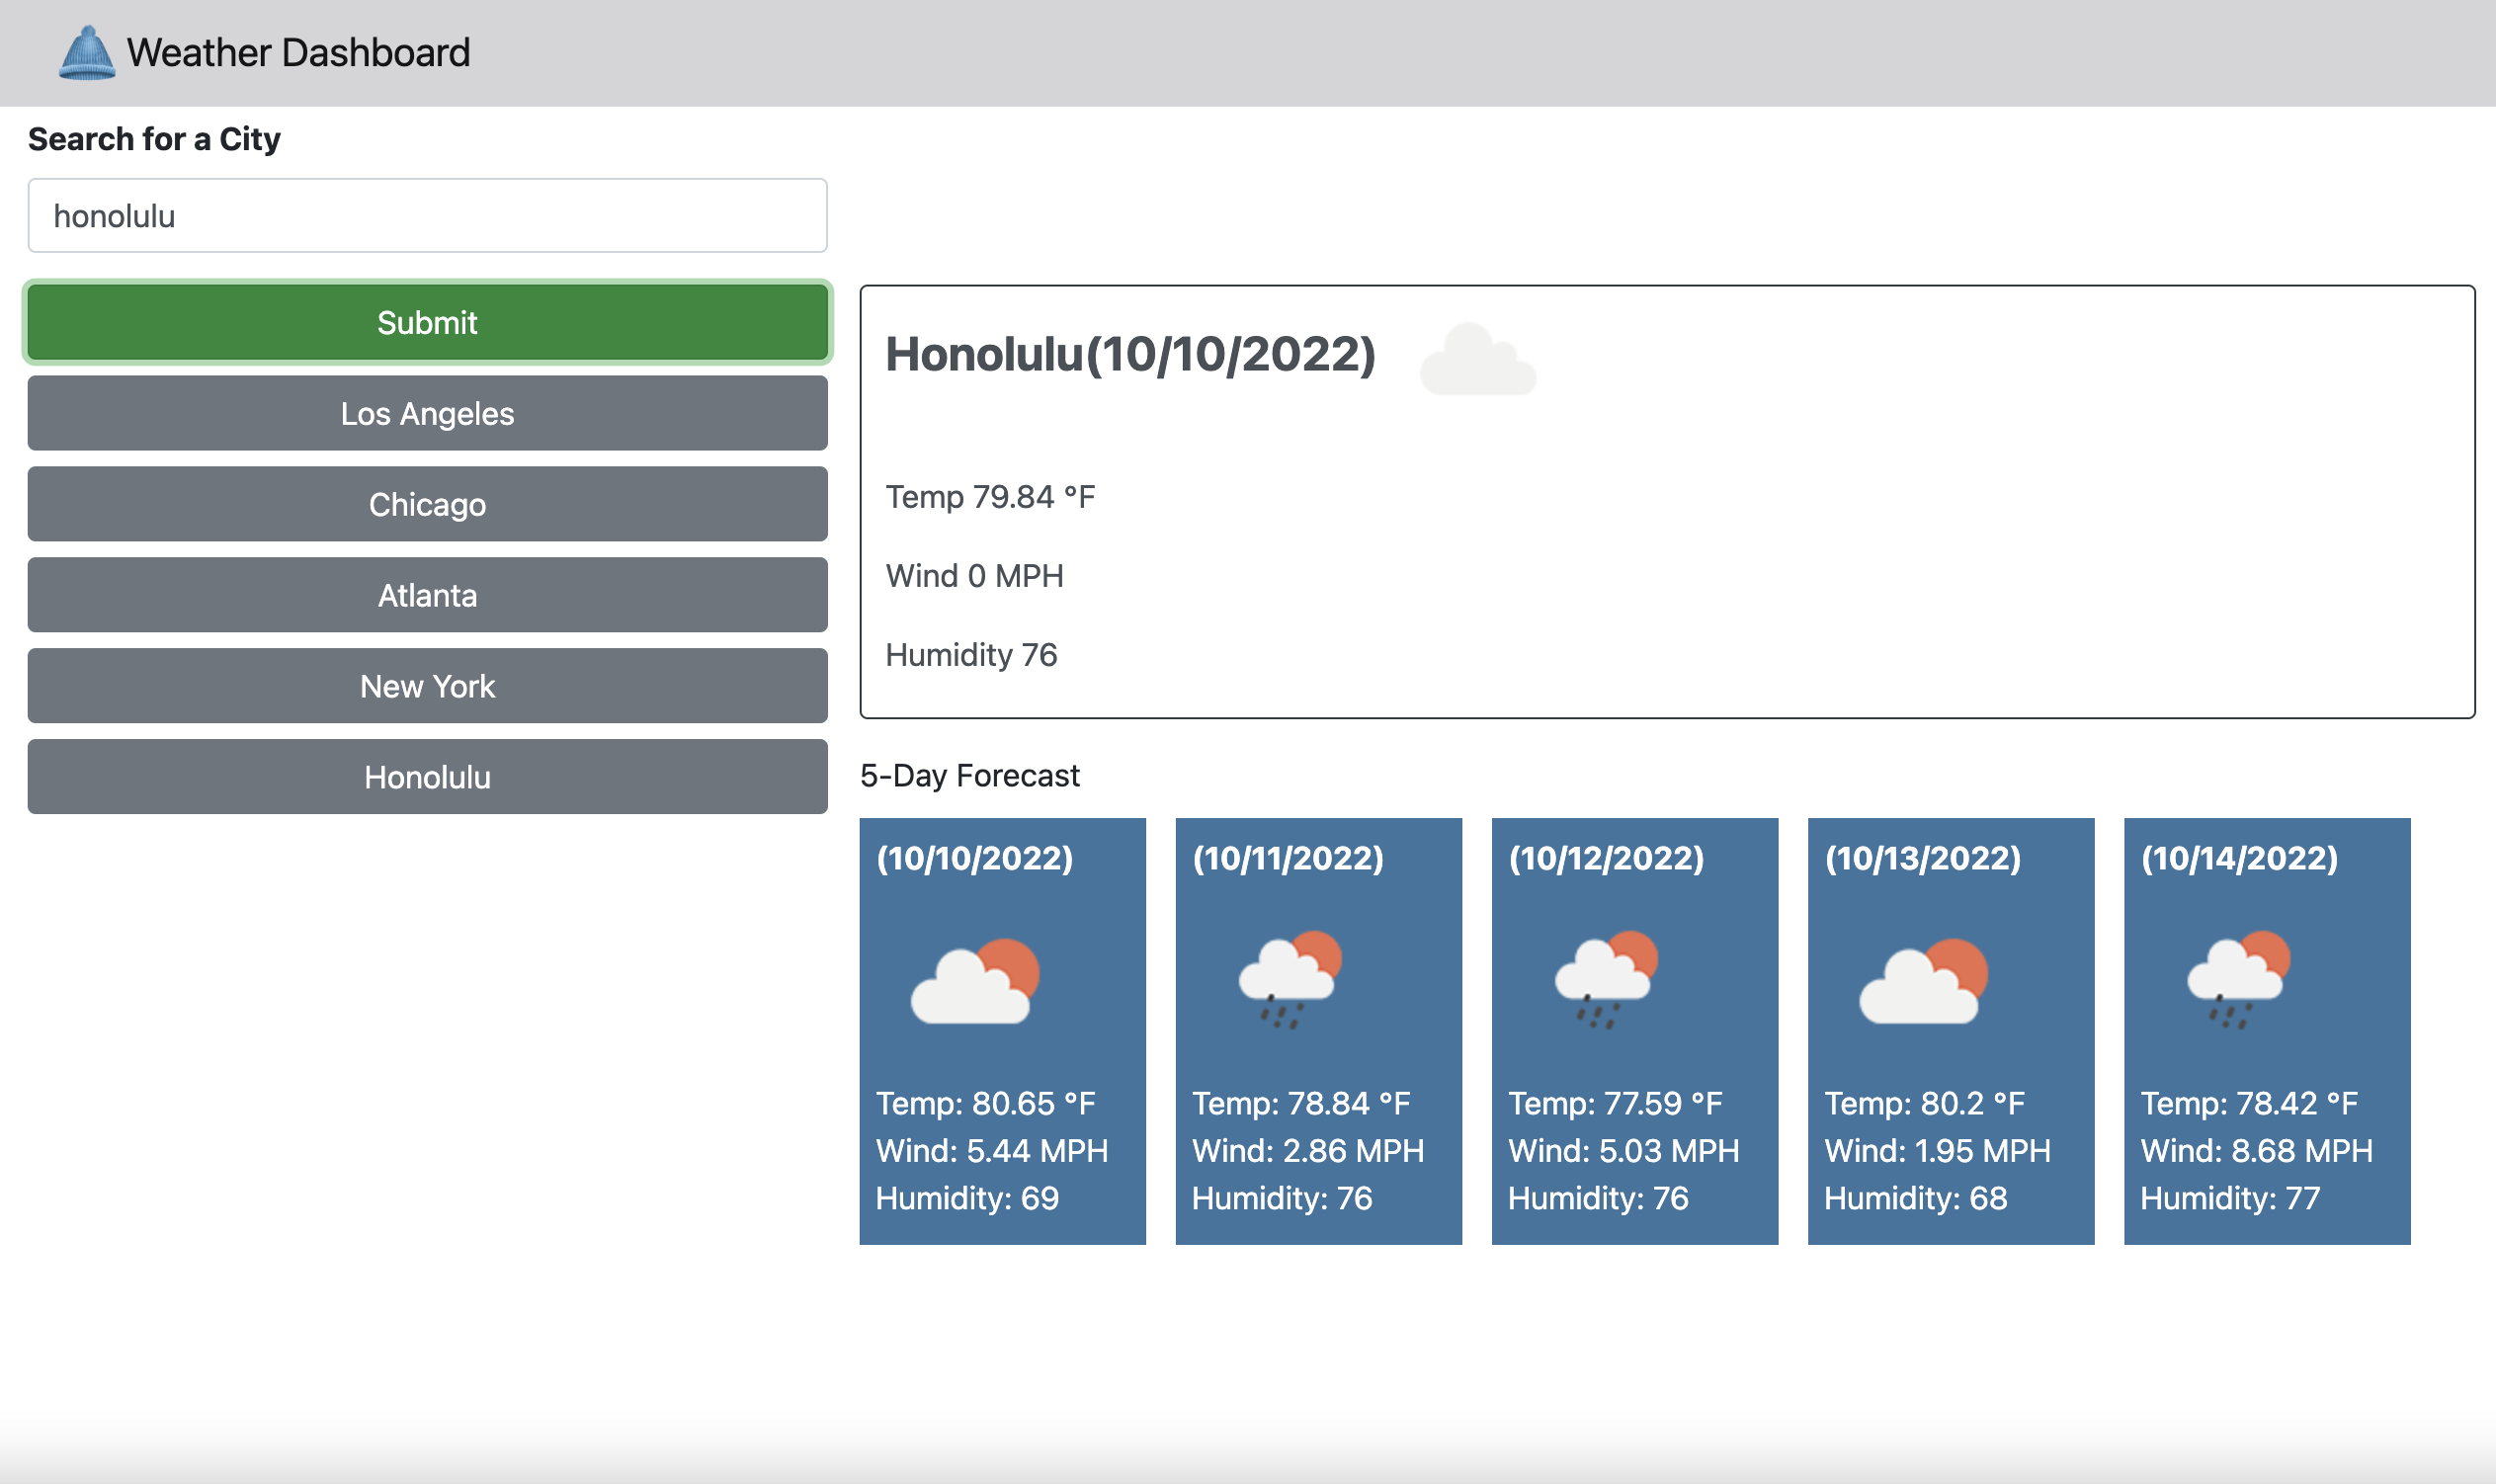 Weather Dashboard
Search for a City
honolulu
Submit
Los Angeles
Chicago
Atlanta
New York
Honolulu
Honolulu(10/10/2022)
Temp 79.84 °F
Wind 0 MPH
Humidity 76
5-Day Forecast
(10/10/2022)
Temp: 80.65 °F
Wind: 5.44 MPH
Humidity: 69
(10/11/2022)
Temp: 78.84 °F
Wind: 2.86 MPH
Humidity: 76
(10/12/2022)
Temp: 77.59 °F
Wind: 5.03 MPH
Humidity: 76
(10/13/2022)
Temp: 80.2 °F
Wind: 1.95 MPH
Humidity: 68
(10/14/2022)
Temp: 78.42 °F
Wind: 8.68 MPH
Humidity: 77